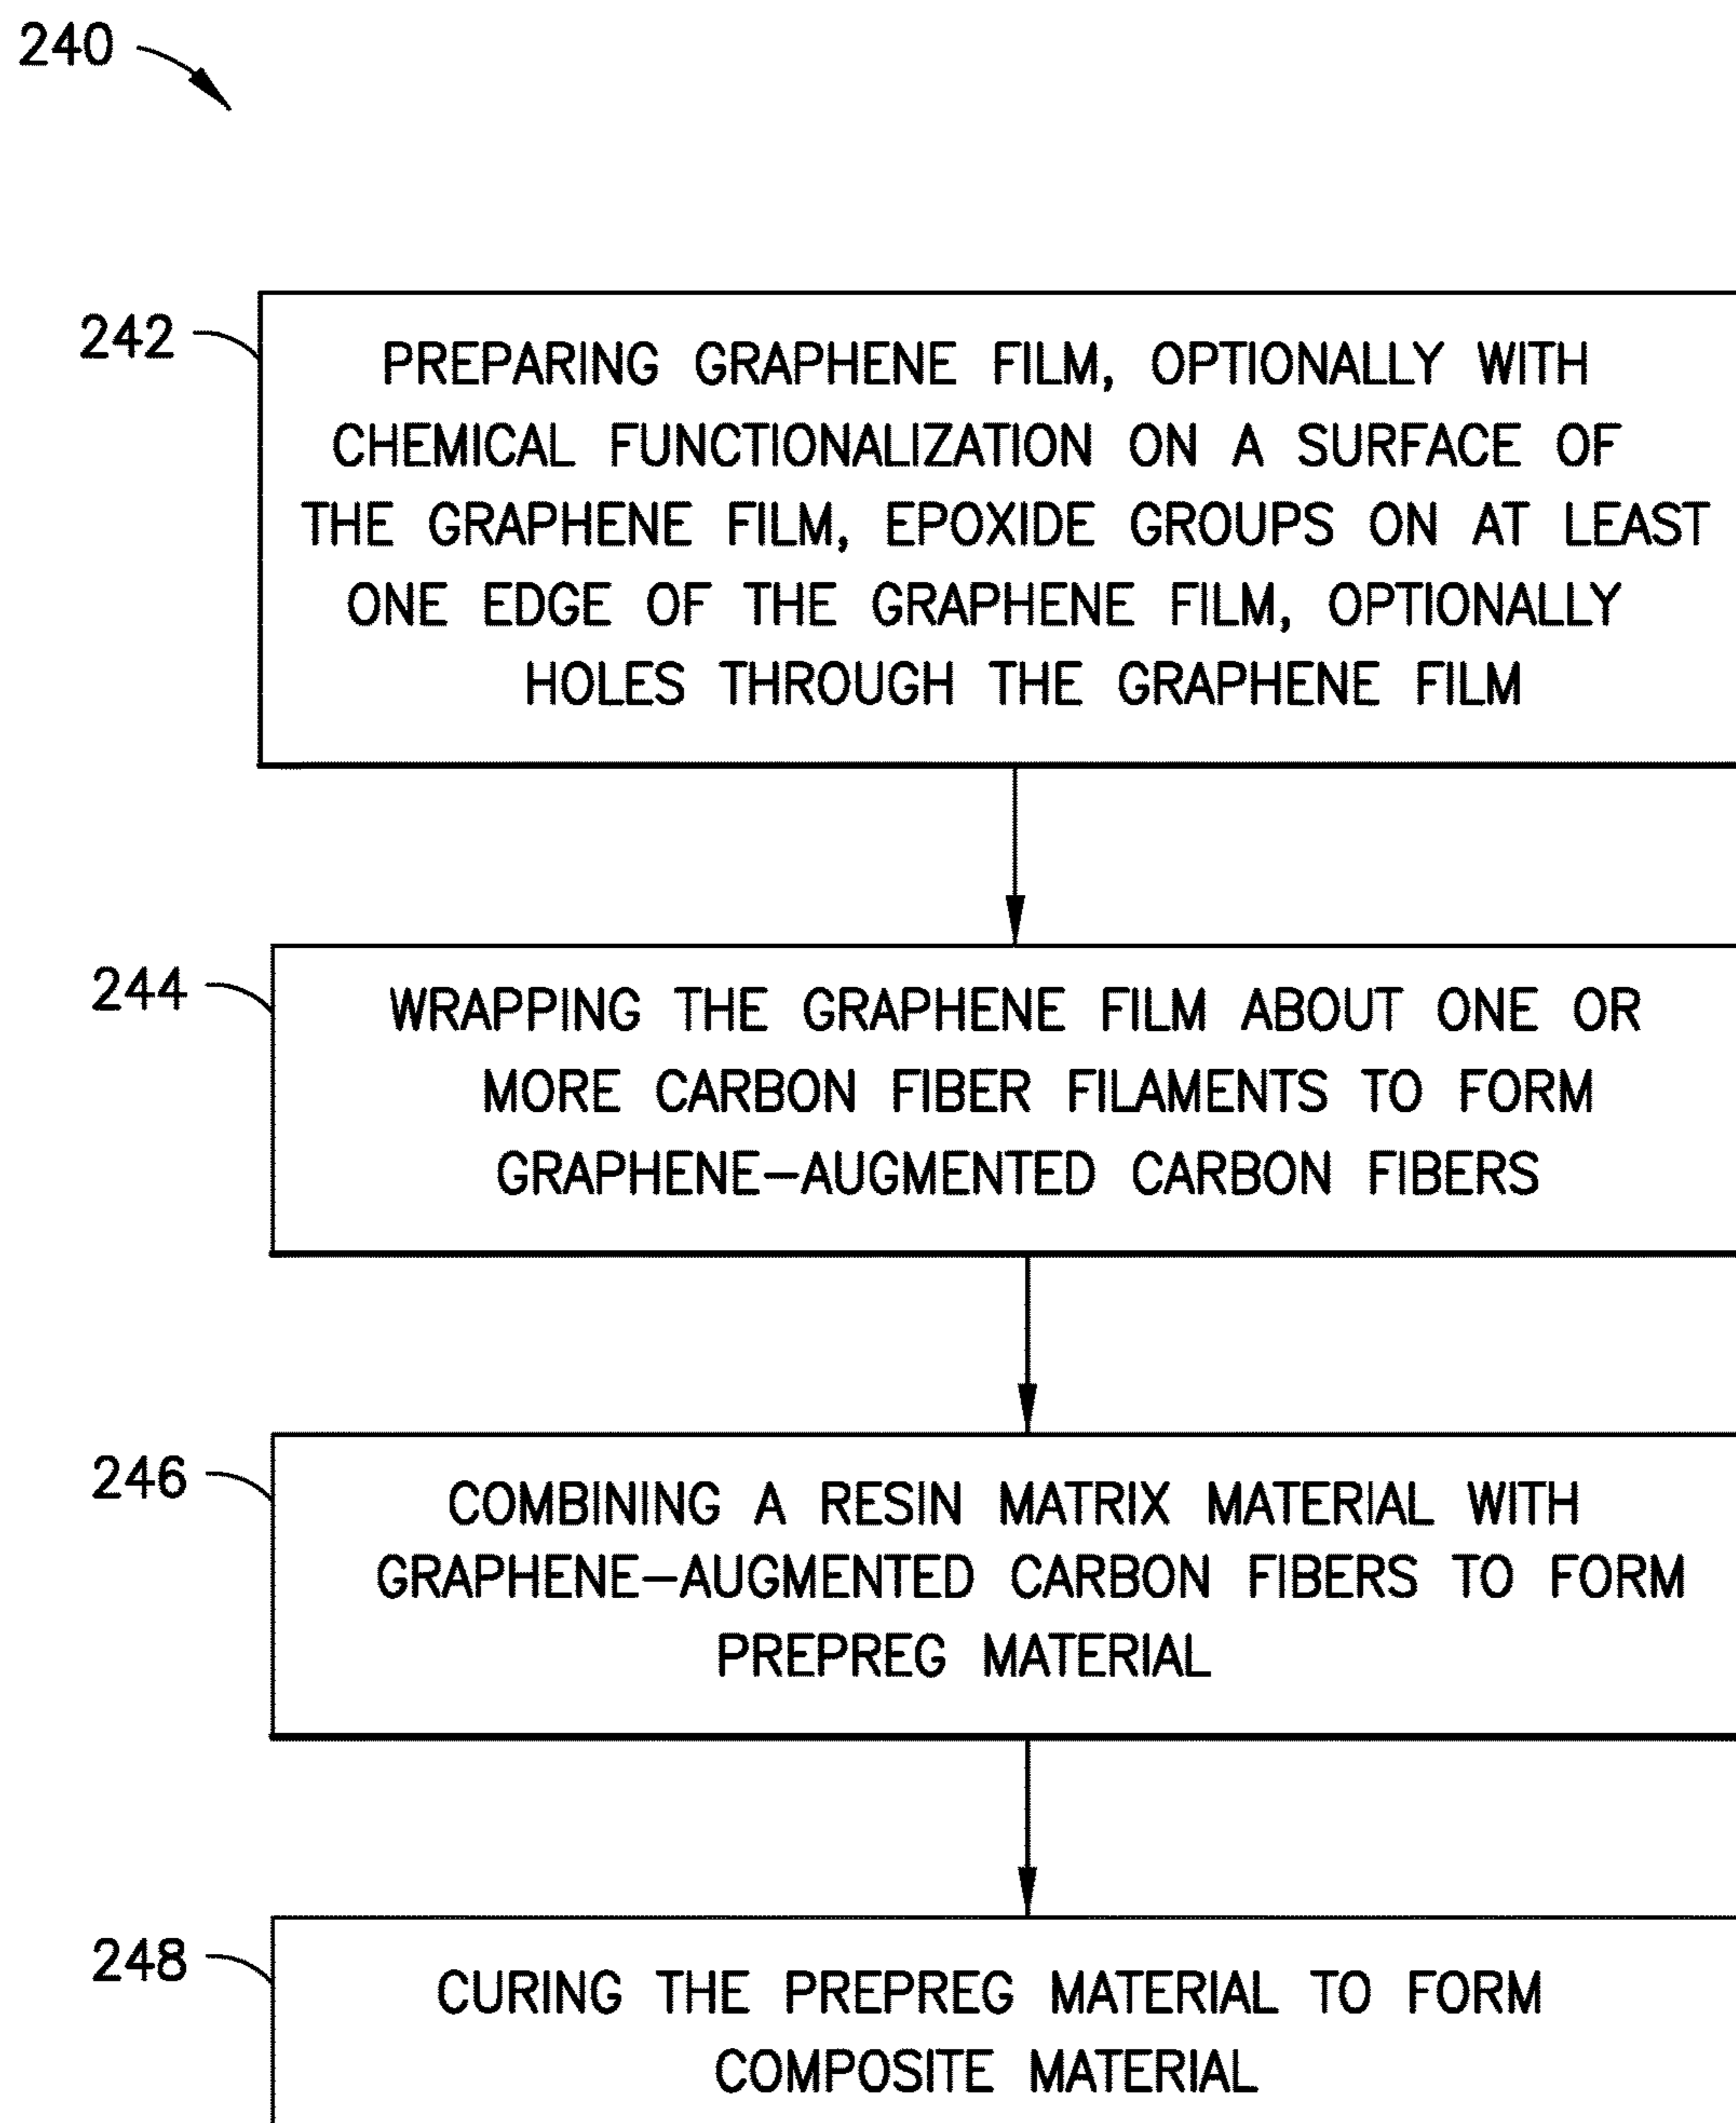 240
242
PREPARING GRAPHENE FILM, OPTIONALLY WITH
CHEMICAL FUNCTIONALIZATION ON A SURFACE OF
THE GRAPHENE FILM, EPOXIDE GROUPS ON AT LEAST
ONE EDGE OF THE GRAPHENE FILM, OPTIONALLY
HOLES THROUGH THE GRAPHENE FILM
244
WRAPPING THE GRAPHENE FILM ABOUT ONE OR
MORE CARBON FIBER FILAMENTS TO FORM
GRAPHENE-AUGMENTED CARBON FIBERS
246
COMBINING A RESIN MATRIX MATERIAL WITH
GRAPHENE-AUGMENTED CARBON FIBERS TO FORM
PREPREG MATERIAL
248
CURING THE PREPREG MATERIAL TO FORM
COMPOSITE MATERIAL